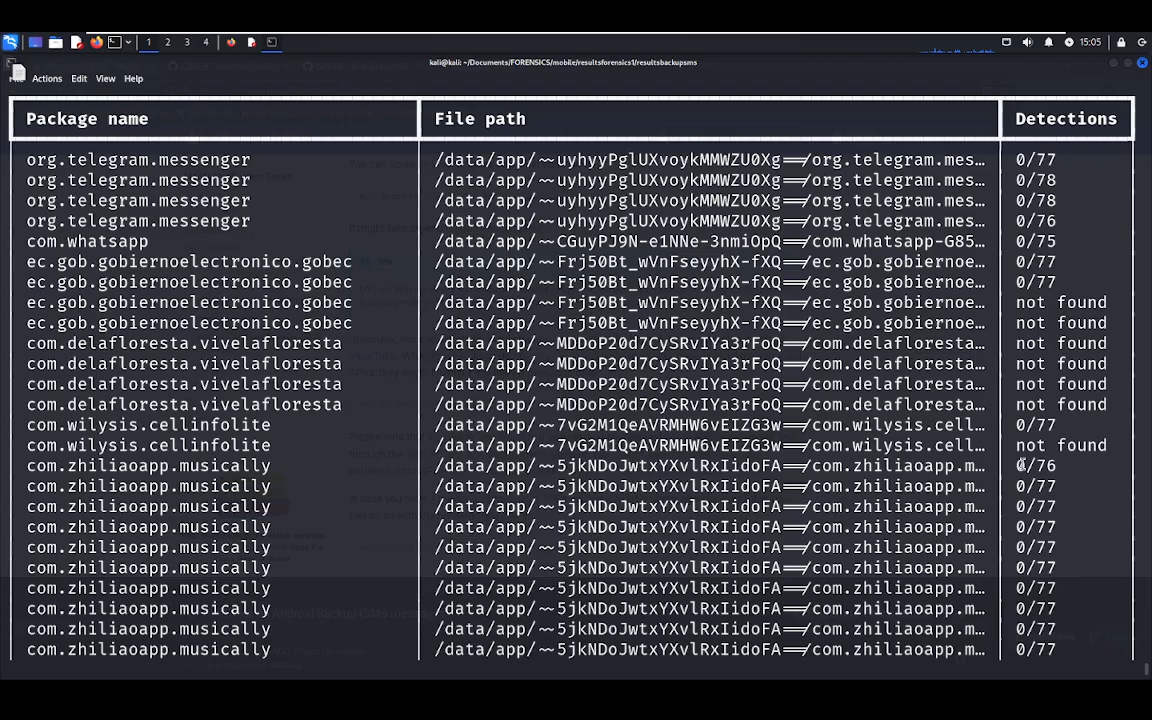 1 2 3 4 15:05
kali@kali: ~/Documents/FORENSICS/mobile/resultsforensics1/resultsbackupsms
Actions Edit View Help
Package name File path Detections
org.telegram.messenger /data/app/~~uyhyyPglUXvoykMMWZU0Xg==/org.telegram.mes… 0/77
org.telegram.messenger /data/app/~~uyhyyPglUXvoykMMWZU0Xg==/org.telegram.mes… 0/78
org.telegram.messenger /data/app/~~uyhyyPglUXvoykMMWZU0Xg==/org.telegram.mes… 0/78
org.telegram.messenger /data/app/~~uyhyyPglUXvoykMMWZU0Xg==/org.telegram.mes… 0/76
com.whatsapp /data/app/~~CGuyPJ9N-e1NNe-3nmiOpQ==/com.whatsapp-G85… 0/75
ec.gob.gobiernoelectronico.gobec /data/app/~~Frj50Bt_wVnFseyyhX-fXQ==/ec.gob.gobiernoe… 0/77
ec.gob.gobiernoelectronico.gobec /data/app/~~Frj50Bt_wVnFseyyhX-fXQ==/ec.gob.gobiernoe… 0/77
ec.gob.gobiernoelectronico.gobec /data/app/~~Frj50Bt_wVnFseyyhX-fXQ==/ec.gob.gobiernoe… not found
ec.gob.gobiernoelectronico.gobec /data/app/~~Frj50Bt_wVnFseyyhX-fXQ==/ec.gob.gobiernoe… not found
com.delafloresta.vivelafloresta /data/app/~~MDDoP20d7CySRvIYa3rFoQ==/com.delafloresta… not found
com.delafloresta.vivelafloresta /data/app/~~MDDoP20d7CySRvIYa3rFoQ==/com.delafloresta… not found
com.delafloresta.vivelafloresta /data/app/~~MDDoP20d7CySRvIYa3rFoQ==/com.delafloresta… not found
com.delafloresta.vivelafloresta /data/app/~~MDDoP20d7CySRvIYa3rFoQ==/com.delafloresta… not found
com.wilysis.cellinfolite /data/app/~~7vG2M1QeAVRMHW6vEIZG3w==/com.wilysis.cell… 0/77
com.wilysis.cellinfolite /data/app/~~7vG2M1QeAVRMHW6vEIZG3w==/com.wilysis.cell… not found
com.zhiliaoapp.musically /data/app/~~5jkNDoJwtxYXvlRxIidoFA==/com.zhiliaoapp.m… 0/76
com.zhiliaoapp.musically /data/app/~~5jkNDoJwtxYXvlRxIidoFA==/com.zhiliaoapp.m… 0/77
com.zhiliaoapp.musically /data/app/~~5jkNDoJwtxYXvlRxIidoFA==/com.zhiliaoapp.m… 0/77
com.zhiliaoapp.musically /data/app/~~5jkNDoJwtxYXvlRxIidoFA==/com.zhiliaoapp.m… 0/77
com.zhiliaoapp.musically /data/app/~~5jkNDoJwtxYXvlRxIidoFA==/com.zhiliaoapp.m… 0/77
com.zhiliaoapp.musically /data/app/~~5jkNDoJwtxYXvlRxIidoFA==/com.zhiliaoapp.m… 0/77
com.zhiliaoapp.musically /data/app/~~5jkNDoJwtxYXvlRxIidoFA==/com.zhiliaoapp.m… 0/77
com.zhiliaoapp.musically /data/app/~~5jkNDoJwtxYXvlRxIidoFA==/com.zhiliaoapp.m… 0/77
com.zhiliaoapp.musically /data/app/~~5jkNDoJwtxYXvlRxIidoFA==/com.zhiliaoapp.m… 0/77
com.zhiliaoapp.musically /data/app/~~5jkNDoJwtxYXvlRxIidoFA==/com.zhiliaoapp.m… 0/77